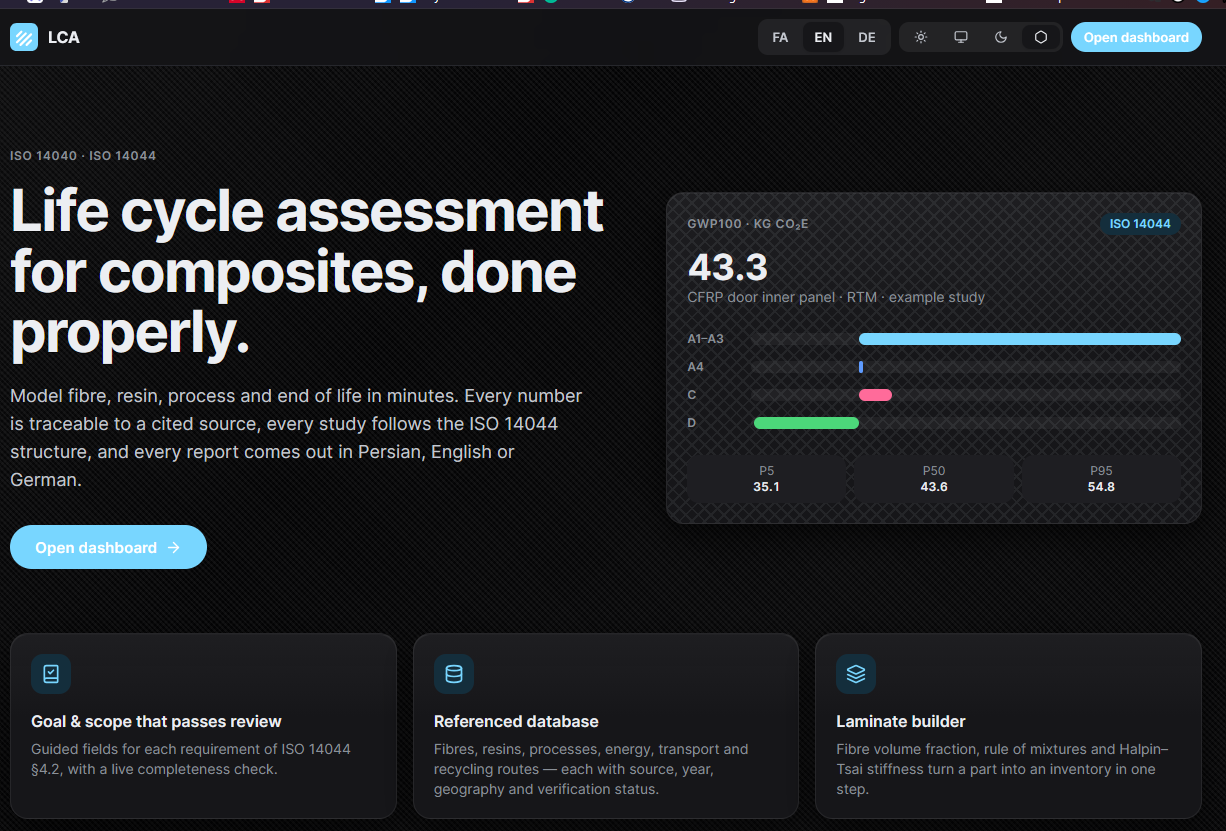 LCA
FA EN DE
Open dashboard
ISO 14040 · ISO 14044
Life cycle assessment
for composites, done
properly.
Model fibre, resin, process and end of life in minutes. Every number
is traceable to a cited source, every study follows the ISO 14044
structure, and every report comes out in Persian, English or
German.
Open dashboard →
GWP100 · KG CO₂E
ISO 14044
43.3
CFRP door inner panel · RTM · example study
A1–A3
A4
C
D
P5
35.1
P50
43.6
P95
54.8
Goal & scope that passes review
Guided fields for each requirement of ISO 14044
§4.2, with a live completeness check.
Referenced database
Fibres, resins, processes, energy, transport and
recycling routes — each with source, year,
geography and verification status.
Laminate builder
Fibre volume fraction, rule of mixtures and Halpin–
Tsai stiffness turn a part into an inventory in one
step.